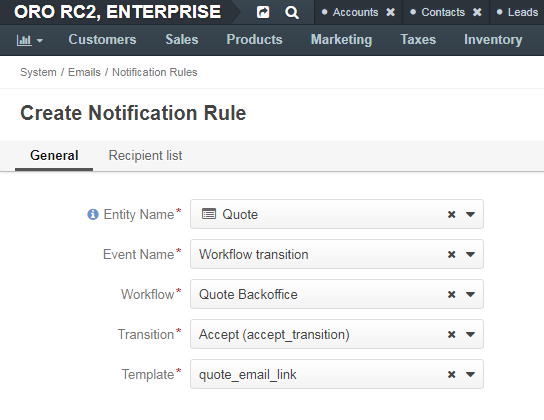 ORO RC2, ENTERPRISE Accounts Contacts Leads
Customers Sales Products Marketing Taxes Inventory
System / Emails / Notification Rules
Create Notification Rule
General Recipient list
Entity Name* Quote
Event Name* Workflow transition
Workflow* Quote Backoffice
Transition* Accept (accept_transition)
Template* quote_email_link